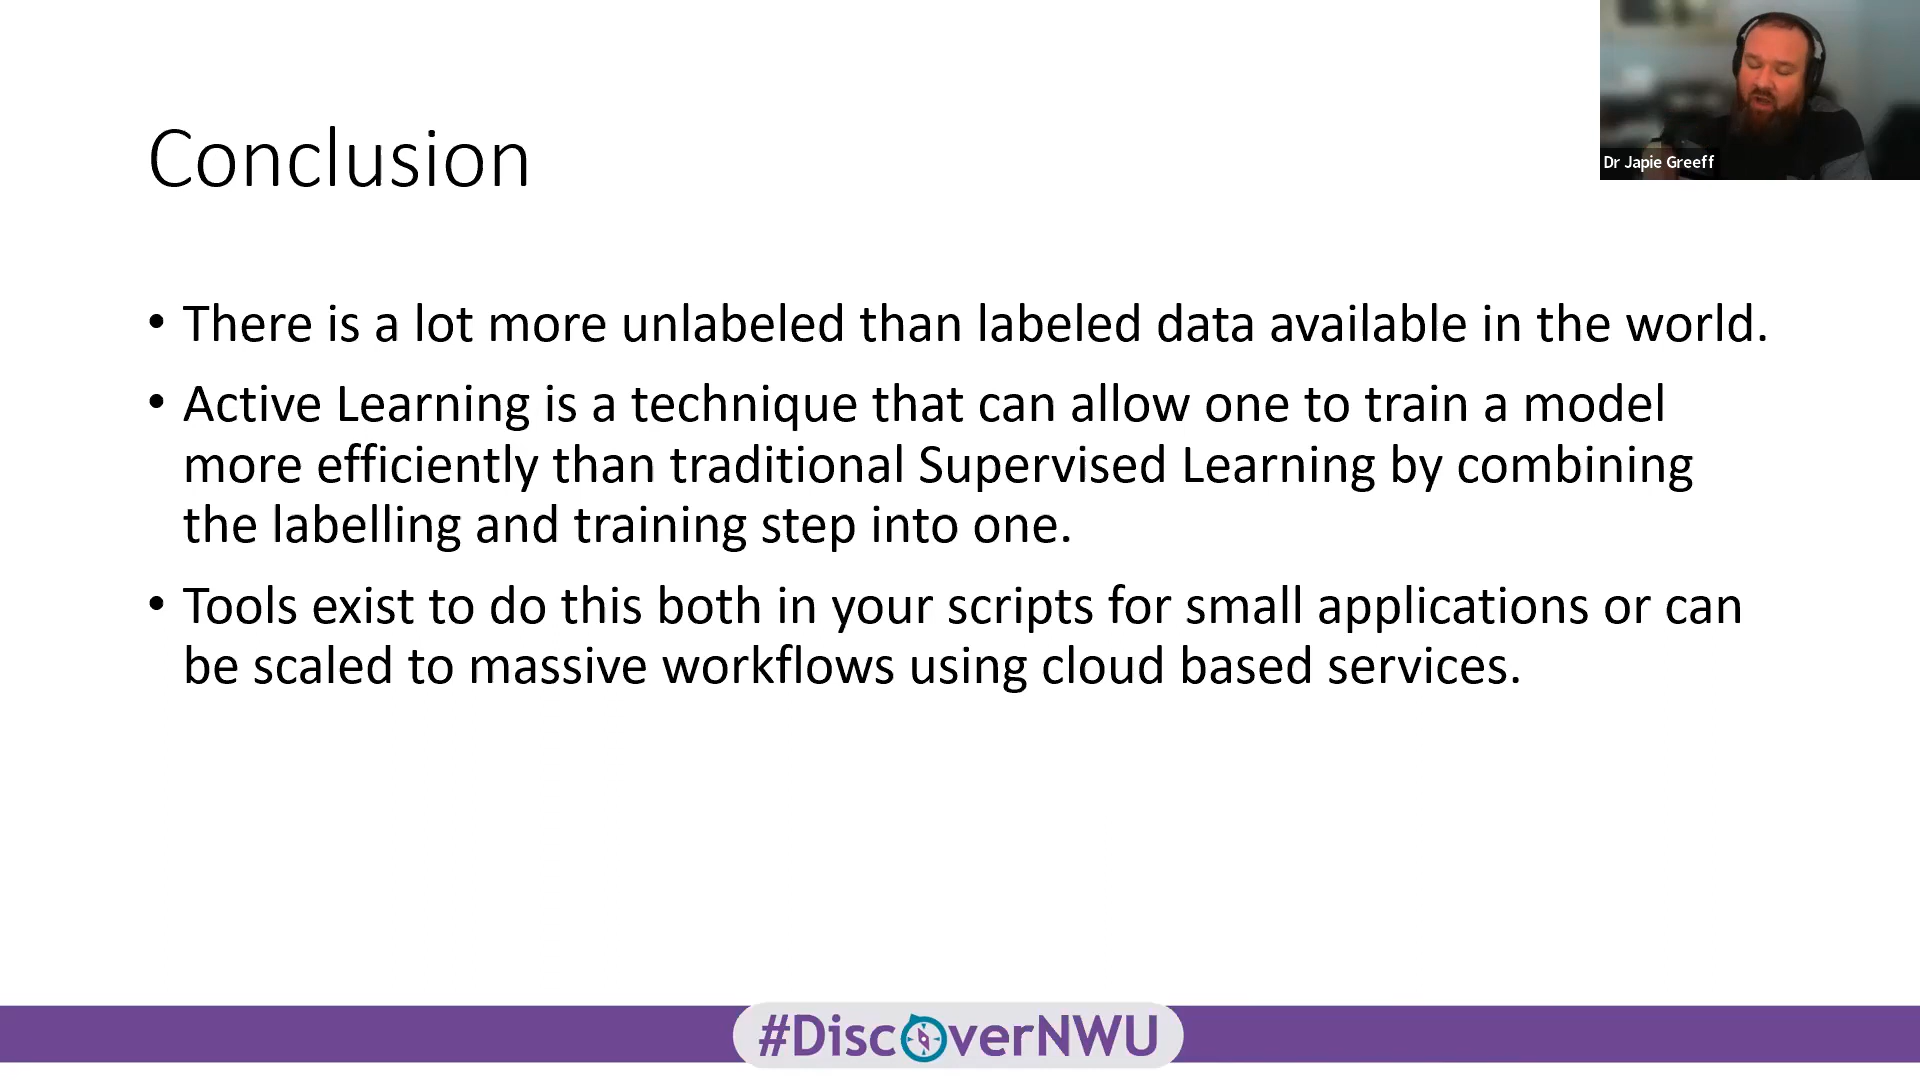 Conclusion
Dr Japie Greeff
• There is a lot more unlabeled than labeled data available in the world.
• Active Learning is a technique that can allow one to train a model
more efficiently than traditional Supervised Learning by combining
the labelling and training step into one.
• Tools exist to do this both in your scripts for small applications or can
be scaled to massive workflows using cloud based services.
#DiscoverNWU